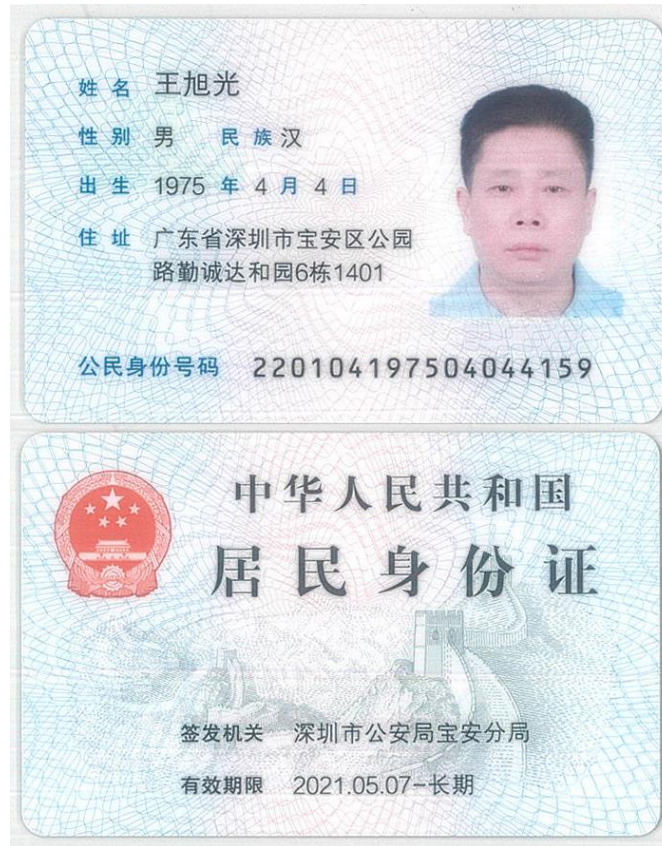 姓名 王旭光
性别 男 民族 汉
出生 1975 年 4 月 4 日
住址 广东省深圳市宝安区公园
路勤诚达和园6栋1401
公民身份号码 220104197504044159
中华人民共和国
居民身份证
签发机关 深圳市公安局宝安分局
有效期限 2021.05.07-长期